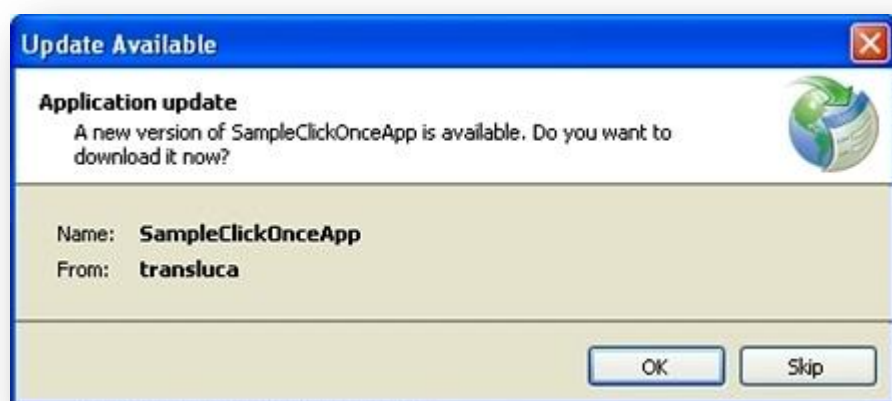 Update Available
Application update
A new version of SampleClickOnceApp is available. Do you want to
download it now?
Name: SampleClickOnceApp
From: transluca
OK Skip